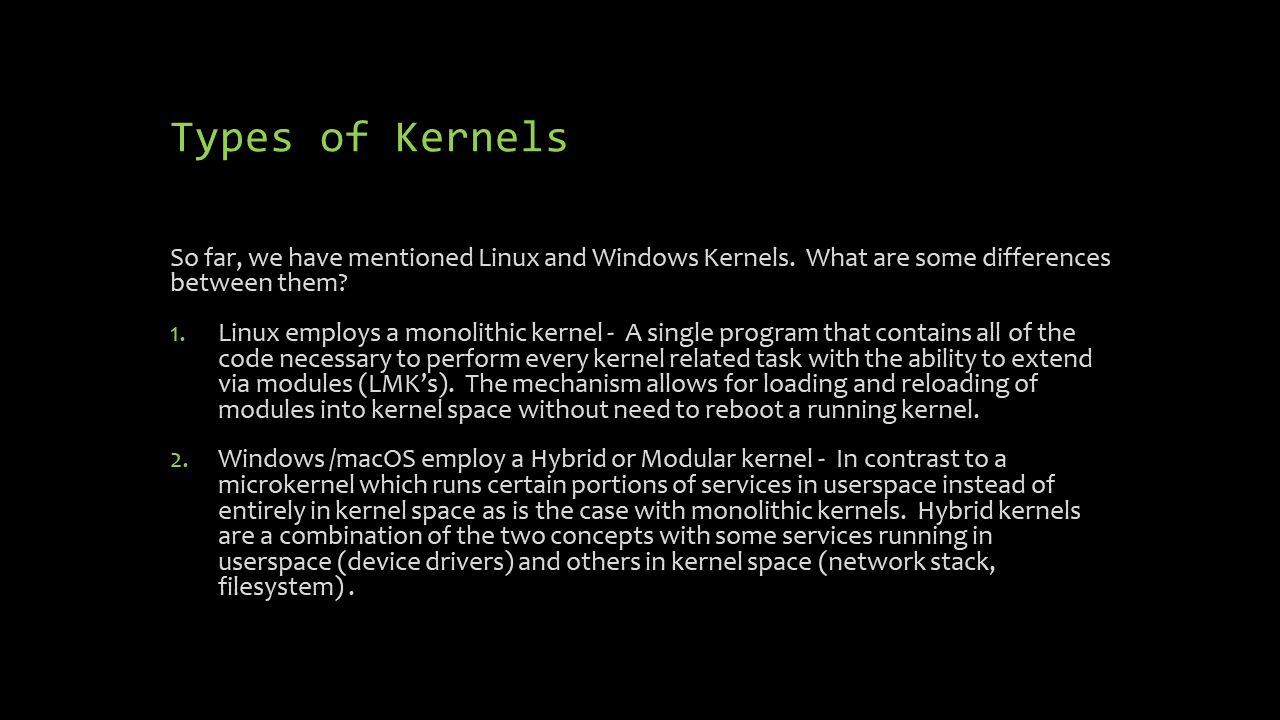 Types of Kernels
So far, we have mentioned Linux and Windows Kernels.  What are some differences
between them?
1. Linux employs a monolithic kernel -  A single program that contains all of the
code necessary to perform every kernel related task with the ability to extend
via modules (LMK’s).  The mechanism allows for loading and reloading of
modules into kernel space without need to reboot a running kernel.
2. Windows /macOS employ a Hybrid or Modular kernel -  In contrast to a
microkernel which runs certain portions of services in userspace instead of
entirely in kernel space as is the case with monolithic kernels.  Hybrid kernels
are a combination of the two concepts with some services running in
userspace (device drivers) and others in kernel space (network stack,
filesystem) .